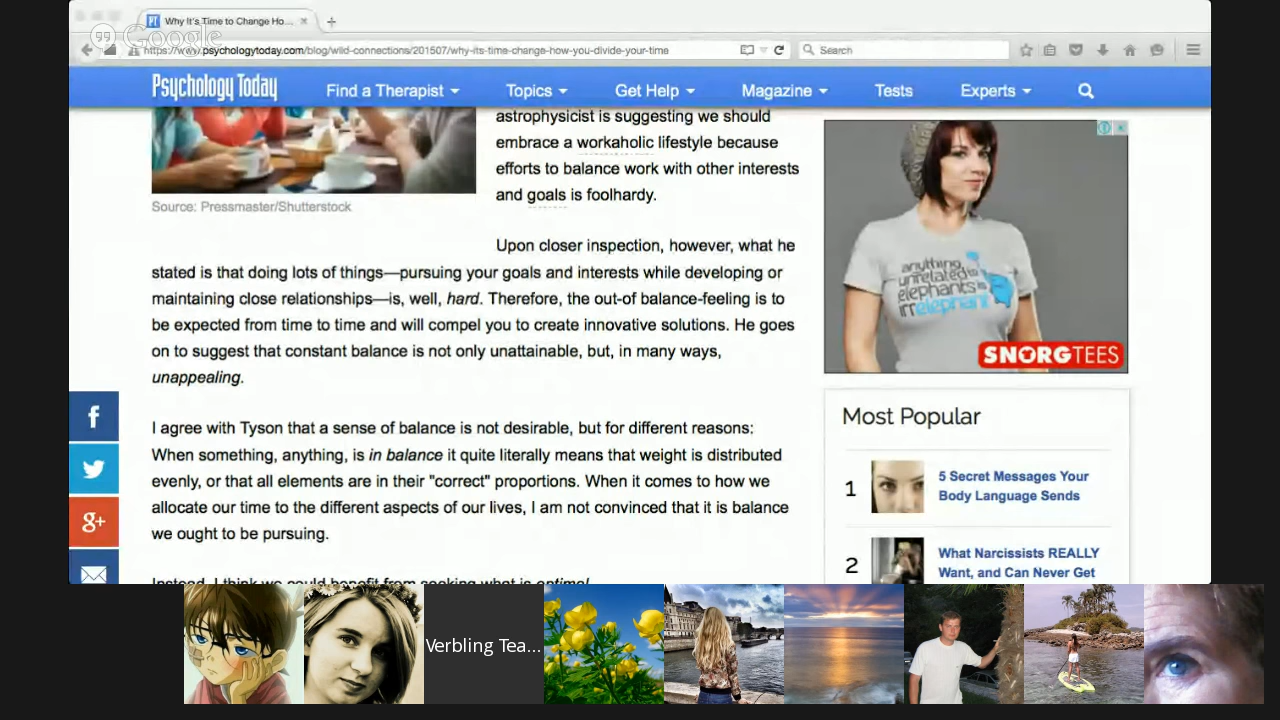 Why It's Time to Change Ho...
Google
https://www.psychologytoday.com/blog/wild-connections/201507/why-its-time-change-how-you-divide-your-time
Search
Psychology Today
Find a Therapist
Topics
Get Help
Magazine
Tests
Experts
astrophysicist is suggesting we should
embrace a workaholic lifestyle because
efforts to balance work with other interests
and goals is foolhardy.
Source: Pressmaster/Shutterstock
Upon closer inspection, however, what he
stated is that doing lots of things—pursuing your goals and interests while developing or
maintaining close relationships—is, well, hard. Therefore, the out-of balance-feeling is to
be expected from time to time and will compel you to create innovative solutions. He goes
on to suggest that constant balance is not only unattainable, but, in many ways,
unappealing.
I agree with Tyson that a sense of balance is not desirable, but for different reasons:
When something, anything, is in balance it quite literally means that weight is distributed
evenly, or that all elements are in their "correct" proportions. When it comes to how we
allocate our time to the different aspects of our lives, I am not convinced that it is balance
we ought to be pursuing.
Instead, I think we could benefit from seeking what is optimal
anything
unrelated to
elephants is
irrelephant
SNORGTEES
Most Popular
1
5 Secret Messages Your
Body Language Sends
2
What Narcissists REALLY
Want, and Can Never Get
f
g+
Verbling Tea...